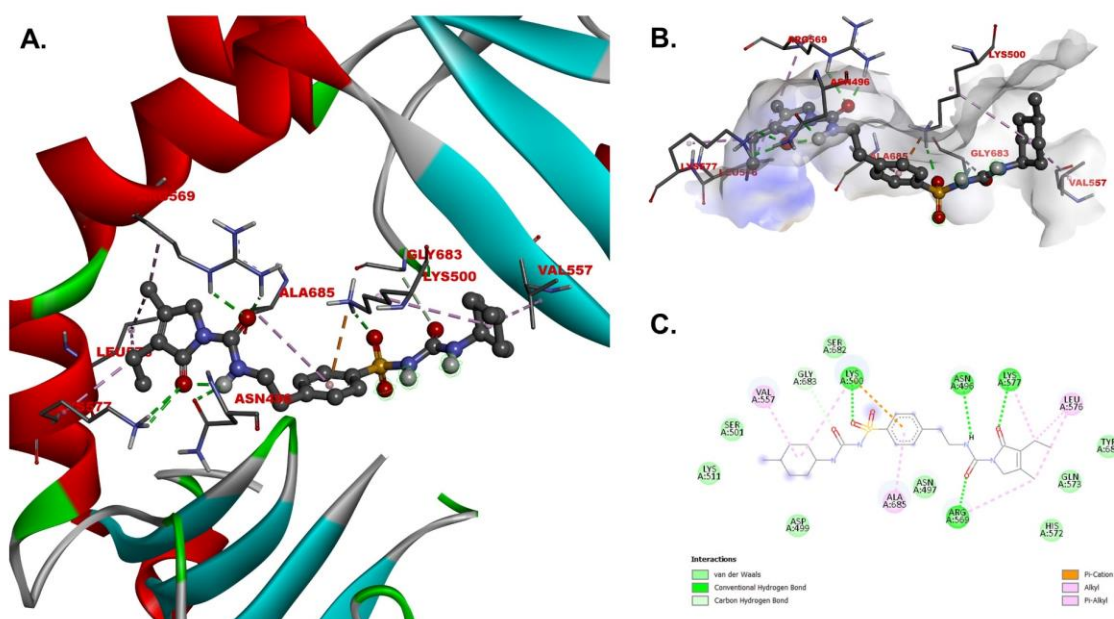 A.
569
GLY683
LYS500
VAL557
ALA685
B.
ARG569
LYS500
ASN496
ALA685
GLY683
LYS577
VAL557
C.
SER
A:682
GLY
A:683
LYS
A:500
ASN
A:496
LYS
A:577
VAL
A:557
LEU
A:576
SER
A:501
LYS
A:511
ALA
A:685
ASN
A:497
GLN
A:573
ARG
A:569
HIS
A:572
ASP
A:499
H
Interactions
van der Waals
Conventional Hydrogen Bond
Carbon Hydrogen Bond
Pi-Cation
Alkyl
Pi-Alkyl